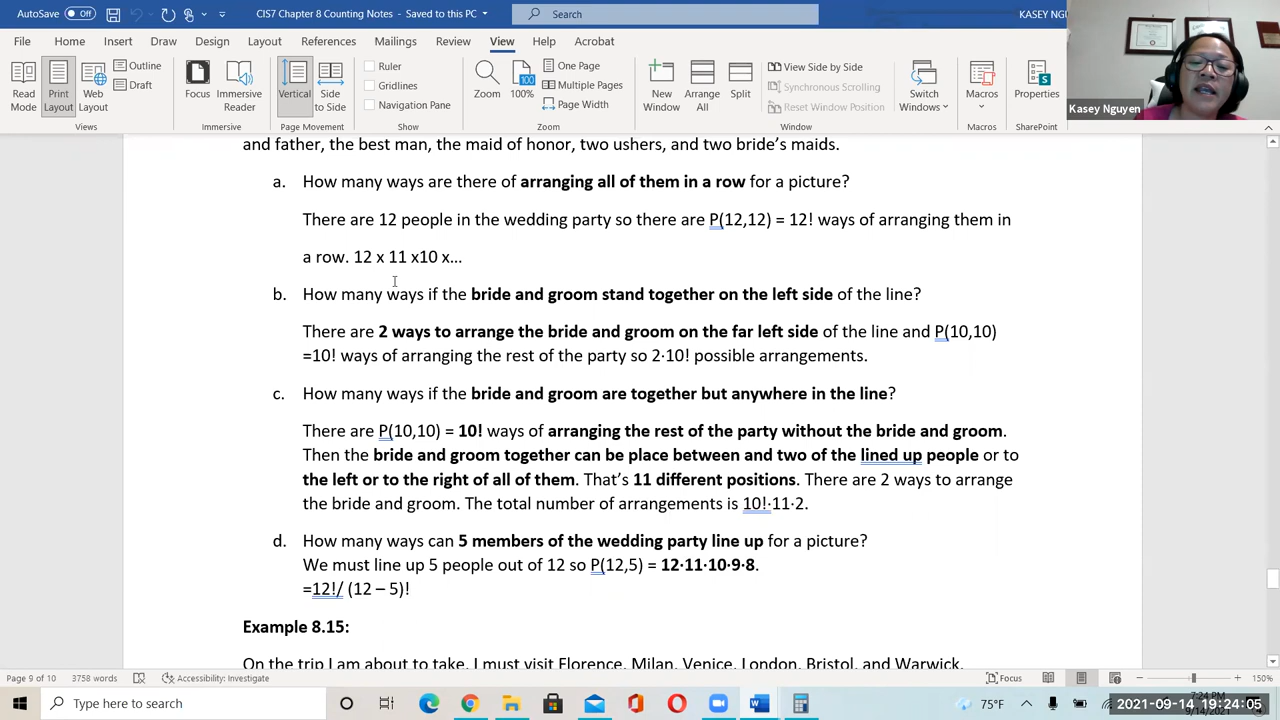 AutoSave Off
Search
KASEY NGUYEN
File Home Insert Draw Design Layout References Mailings Review View Help Acrobat
Read Mode
Print Layout
Web Layout
Outline
Draft
Views
Focus
Immersive Reader
Immersive
Vertical
Side to Side
Page Movement
Ruler
Gridlines
Navigation Pane
Show
Zoom
100%
One Page
Multiple Pages
Page Width
Zoom
New Window
Arrange All
Split
View Side by Side
Synchronous Scrolling
Reset Window Position
Window
Switch Windows
Macros
Macros
Properties
SharePoint
Kasey Nguyen
and father, the best man, the maid of honor, two ushers, and two bride's maids.
a. How many ways are there of arranging all of them in a row for a picture?
There are 12 people in the wedding party so there are P(12,12) = 12! ways of arranging them in
a row. 12 x 11 x10 x...
b. How many ways if the bride and groom stand together on the left side of the line?
There are 2 ways to arrange the bride and groom on the far left side of the line and P(10,10)
=10! ways of arranging the rest of the party so 2·10! possible arrangements.
c. How many ways if the bride and groom are together but anywhere in the line?
There are P(10,10) = 10! ways of arranging the rest of the party without the bride and groom.
Then the bride and groom together can be place between and two of the lined up people or to
the left or to the right of all of them. That's 11 different positions. There are 2 ways to arrange
the bride and groom. The total number of arrangements is 10!·11·2.
d. How many ways can 5 members of the wedding party line up for a picture?
We must line up 5 people out of 12 so P(12,5) = 12·11·10·9·8.
=12!/ (12 – 5)!
Example 8.15:
On the trip I am about to take, I must visit Florence, Milan, Venice, London, Bristol, and Warwick.
Page 9 of 10 3758 words Accessibility: Investigate Focus 150%
Type here to search
75°F
7:24 PM
9/14/2021
2021-09-14 19:24:05